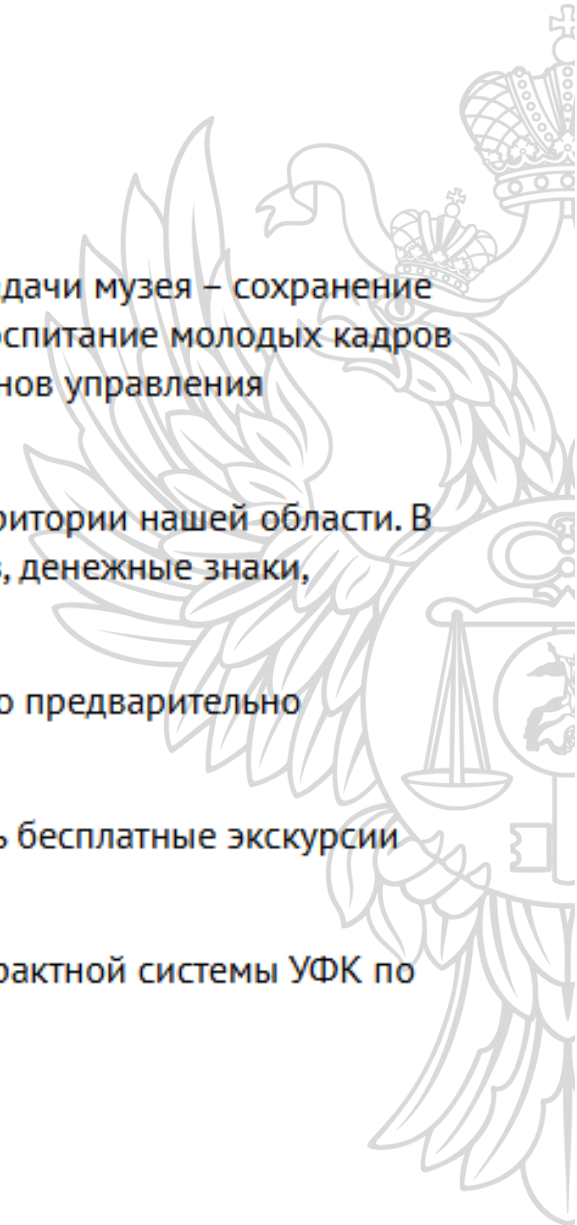 дачи музея – сохранение
спитание молодых кадров
нов управления
ритории нашей области. В
, денежные знаки,
предварительно
бесплатные экскурсии
рактной системы УФК по